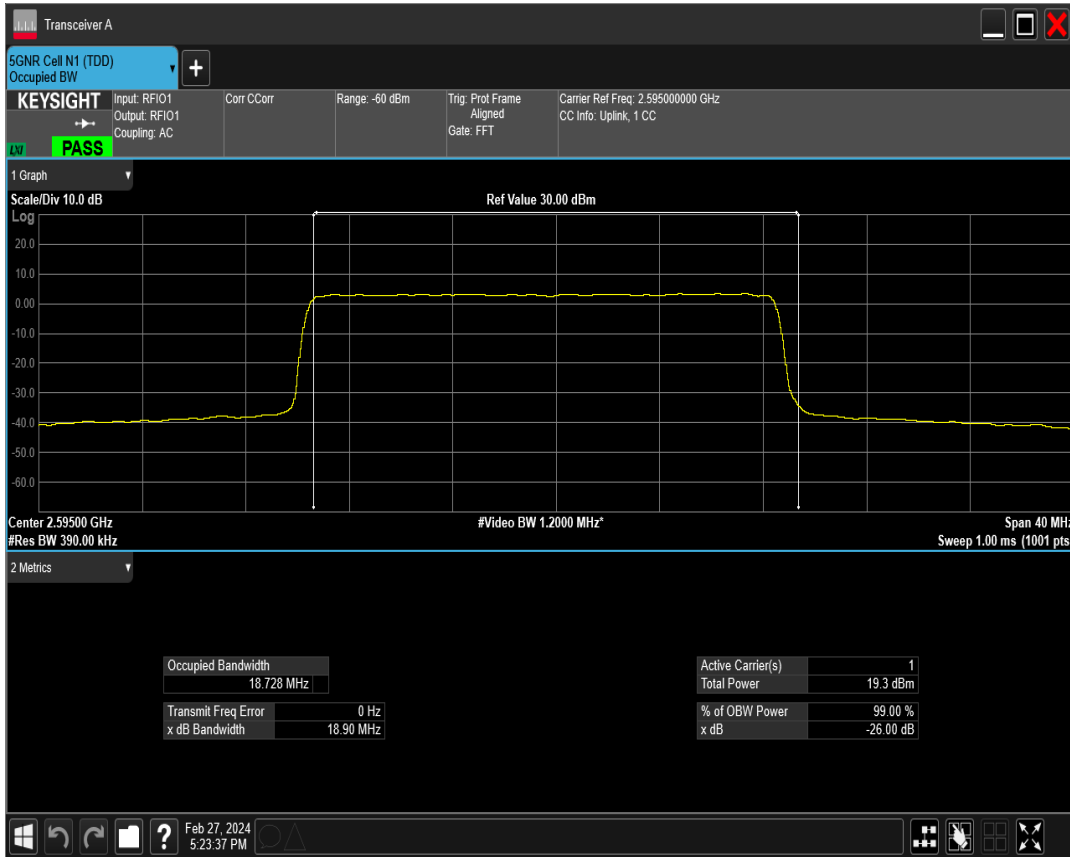 Transceiver A
5GNR Cell N1 (TDD)
Occupied BW
+
KEYSIGHT
LXI
PASS
Input: RFIO1
Output: RFIO1
Coupling: AC
Corr CCorr
Range: -60 dBm
Trig: Prot Frame
Aligned
Gate: FFT
Carrier Ref Freq: 2.595000000 GHz
CC Info: Uplink, 1 CC
1 Graph
Scale/Div 10.0 dB
Ref Value 30.00 dBm
Log
20.0
10.0
0.00
-10.0
-20.0
-30.0
-40.0
-50.0
-60.0
Center 2.59500 GHz
#Video BW 1.2000 MHz*
Span 40 MHz
#Res BW 390.00 kHz
Sweep 1.00 ms (1001 pts
2 Metrics
Occupied Bandwidth
18.728 MHz
Transmit Freq Error 0 Hz
x dB Bandwidth 18.90 MHz
Active Carrier(s) 1
Total Power 19.3 dBm
% of OBW Power 99.00 %
x dB -26.00 dB
?
Feb 27, 2024
5:23:37 PM